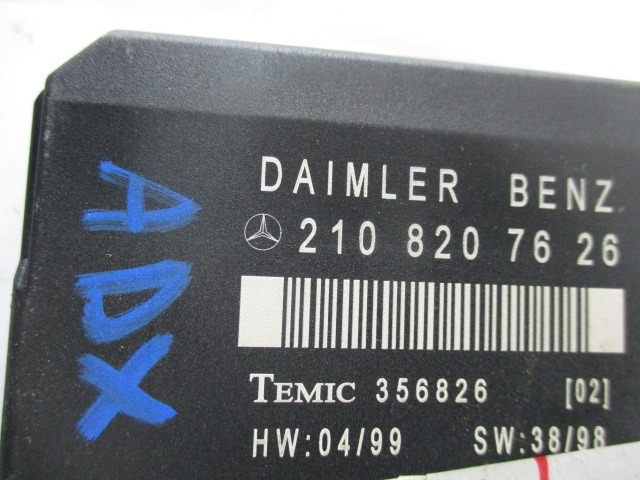 DAIMLER BENZ
210 820 76 26
TEMIC 356826 [02]
HW:04/99 SW:38/98
ADX